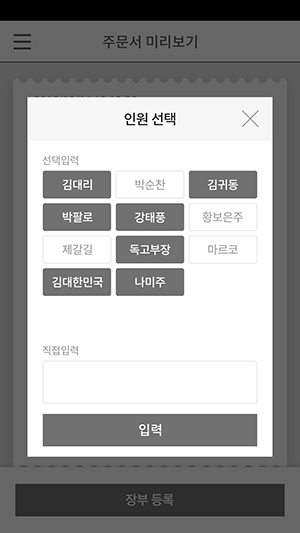 주문서 미리보기
인원 선택
선택입력
김대리 박순찬 김귀동
박팔로 강태풍 황보은주
제갈길 독고부장 마르코
김대한민국 나미주
직접입력
입력
장부 등록